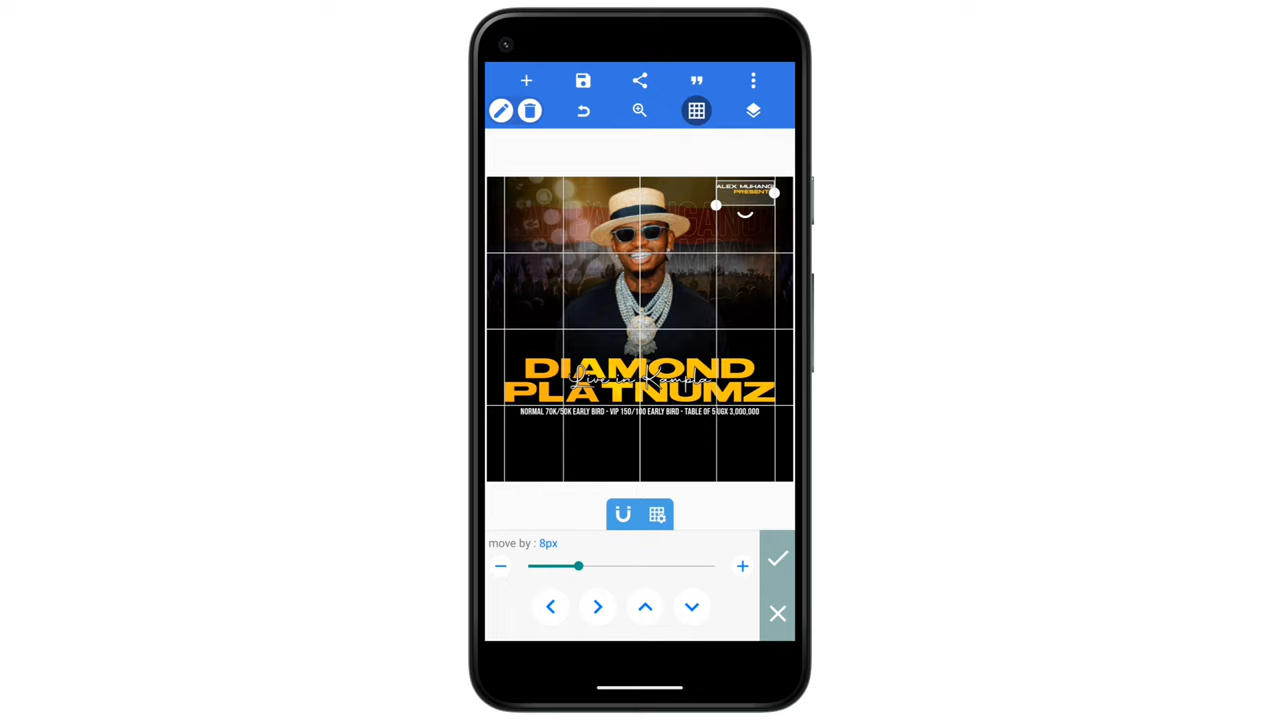 ALEX MUHANGI
PRESENTS
DIAMOND
Live in Kampla
PLATNUMZ
NORMAL 70K/50K EARLY BIRD - VIP 150/100 EARLY BIRD - TABLE OF 5 UGX 3,000,000
move by : 8px